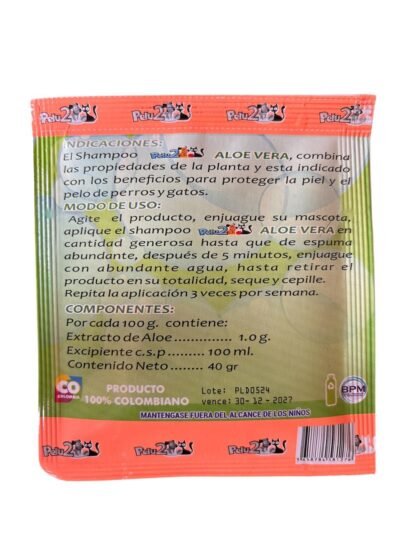 Pelu2 Pelu2 Pelu2
INDICACIONES:
El Shampoo Pelu2 ALOE VERA, combina
las propiedades de la planta y esta indicado
con los beneficios para proteger la piel y el
pelo de perros y gatos.
MODO DE USO:
Agite el producto, enjuague su mascota,
aplique el shampoo Pelu2 ALOE VERA en
cantidad generosa hasta que de espuma
abundante, después de 5 minutos, enjuague
con abundante agua, hasta retirar el
producto en su totalidad, seque y cepille.
Repita la aplicación 3 veces por semana.
COMPONENTES:
Por cada 100 g. contiene:
Extracto de Aloe............... 1.0 g.
Excipiente c.s.p .......... 100 ml.
Contenido Neto ........ 40 gr
CO
COLOMBIA
PRODUCTO
100% COLOMBIANO
Lote: PLD0524
vence: 30-12-2027
BPM
MANTENGASE FUERA DEL ALCANCE DE LOS NIÑOS
Pelu2 Pelu2 Pelu2